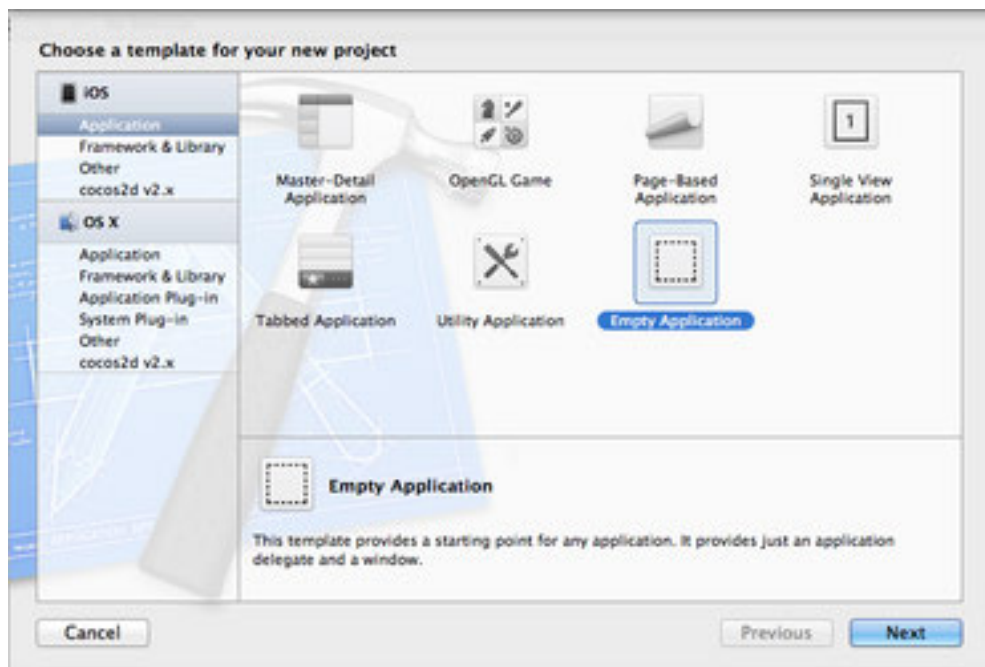 Choose a template for your new project
iOS
Application
Framework & Library
Other
cocos2d v2.x
OS X
Application
Framework & Library
Application Plug-in
System Plug-in
Other
cocos2d v2.x
Master-Detail
Application
OpenGL Game
Page-Based
Application
1
Single View
Application
Tabbed Application
Utility Application
Empty Application
Empty Application
This template provides a starting point for any application. It provides just an application
delegate and a window.
Cancel
Previous
Next